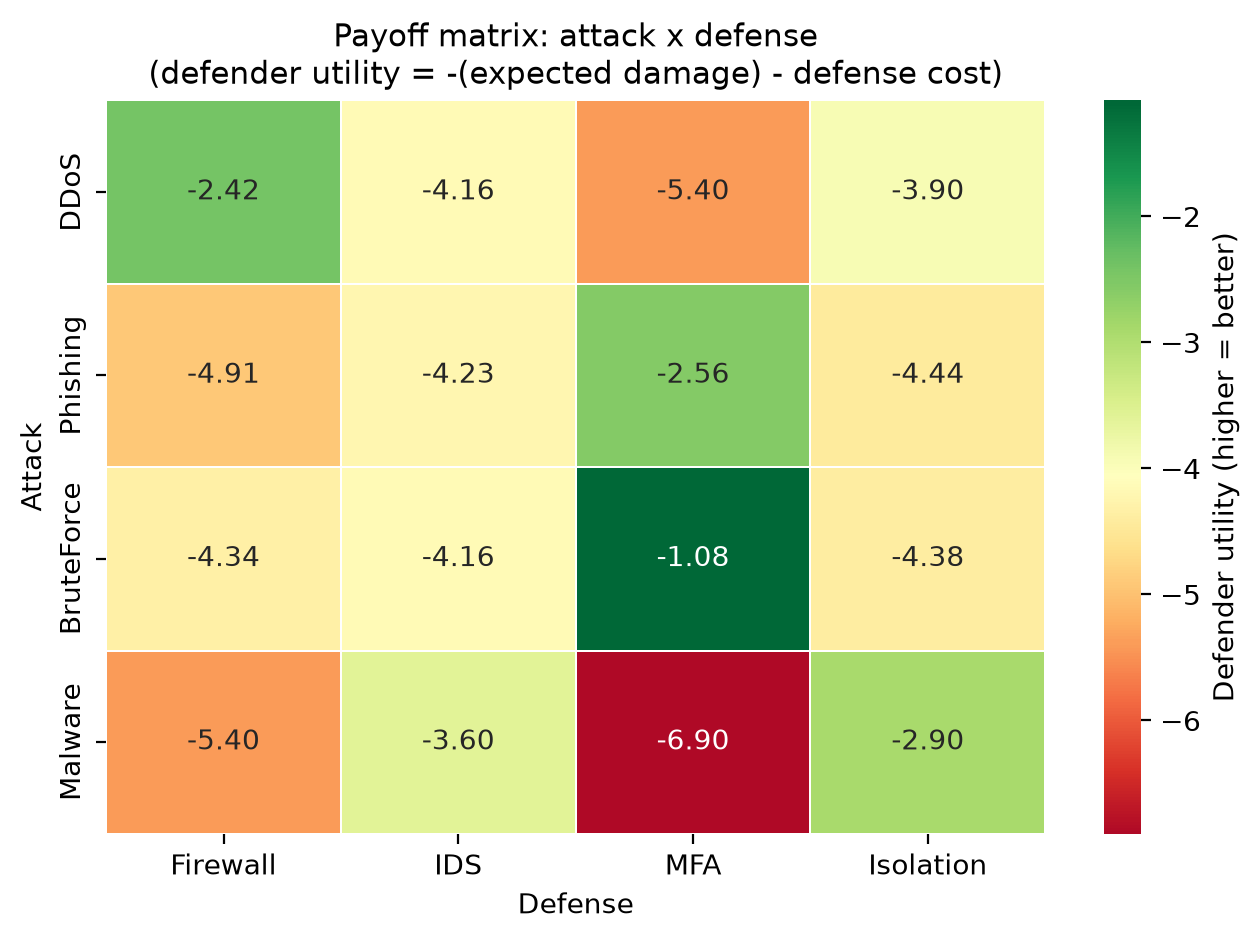 Payoff matrix: attack x defense
(defender utility = -(expected damage) - defense cost)
Attack
DDoS
-2.42
-4.16
-5.40
-3.90
Phishing
-4.91
-4.23
-2.56
-4.44
BruteForce
-4.34
-4.16
-1.08
-4.38
Malware
-5.40
-3.60
-6.90
-2.90
Firewall
IDS
MFA
Isolation
Defense
−2
−3
−4
−5
−6
Defender utility (higher = better)